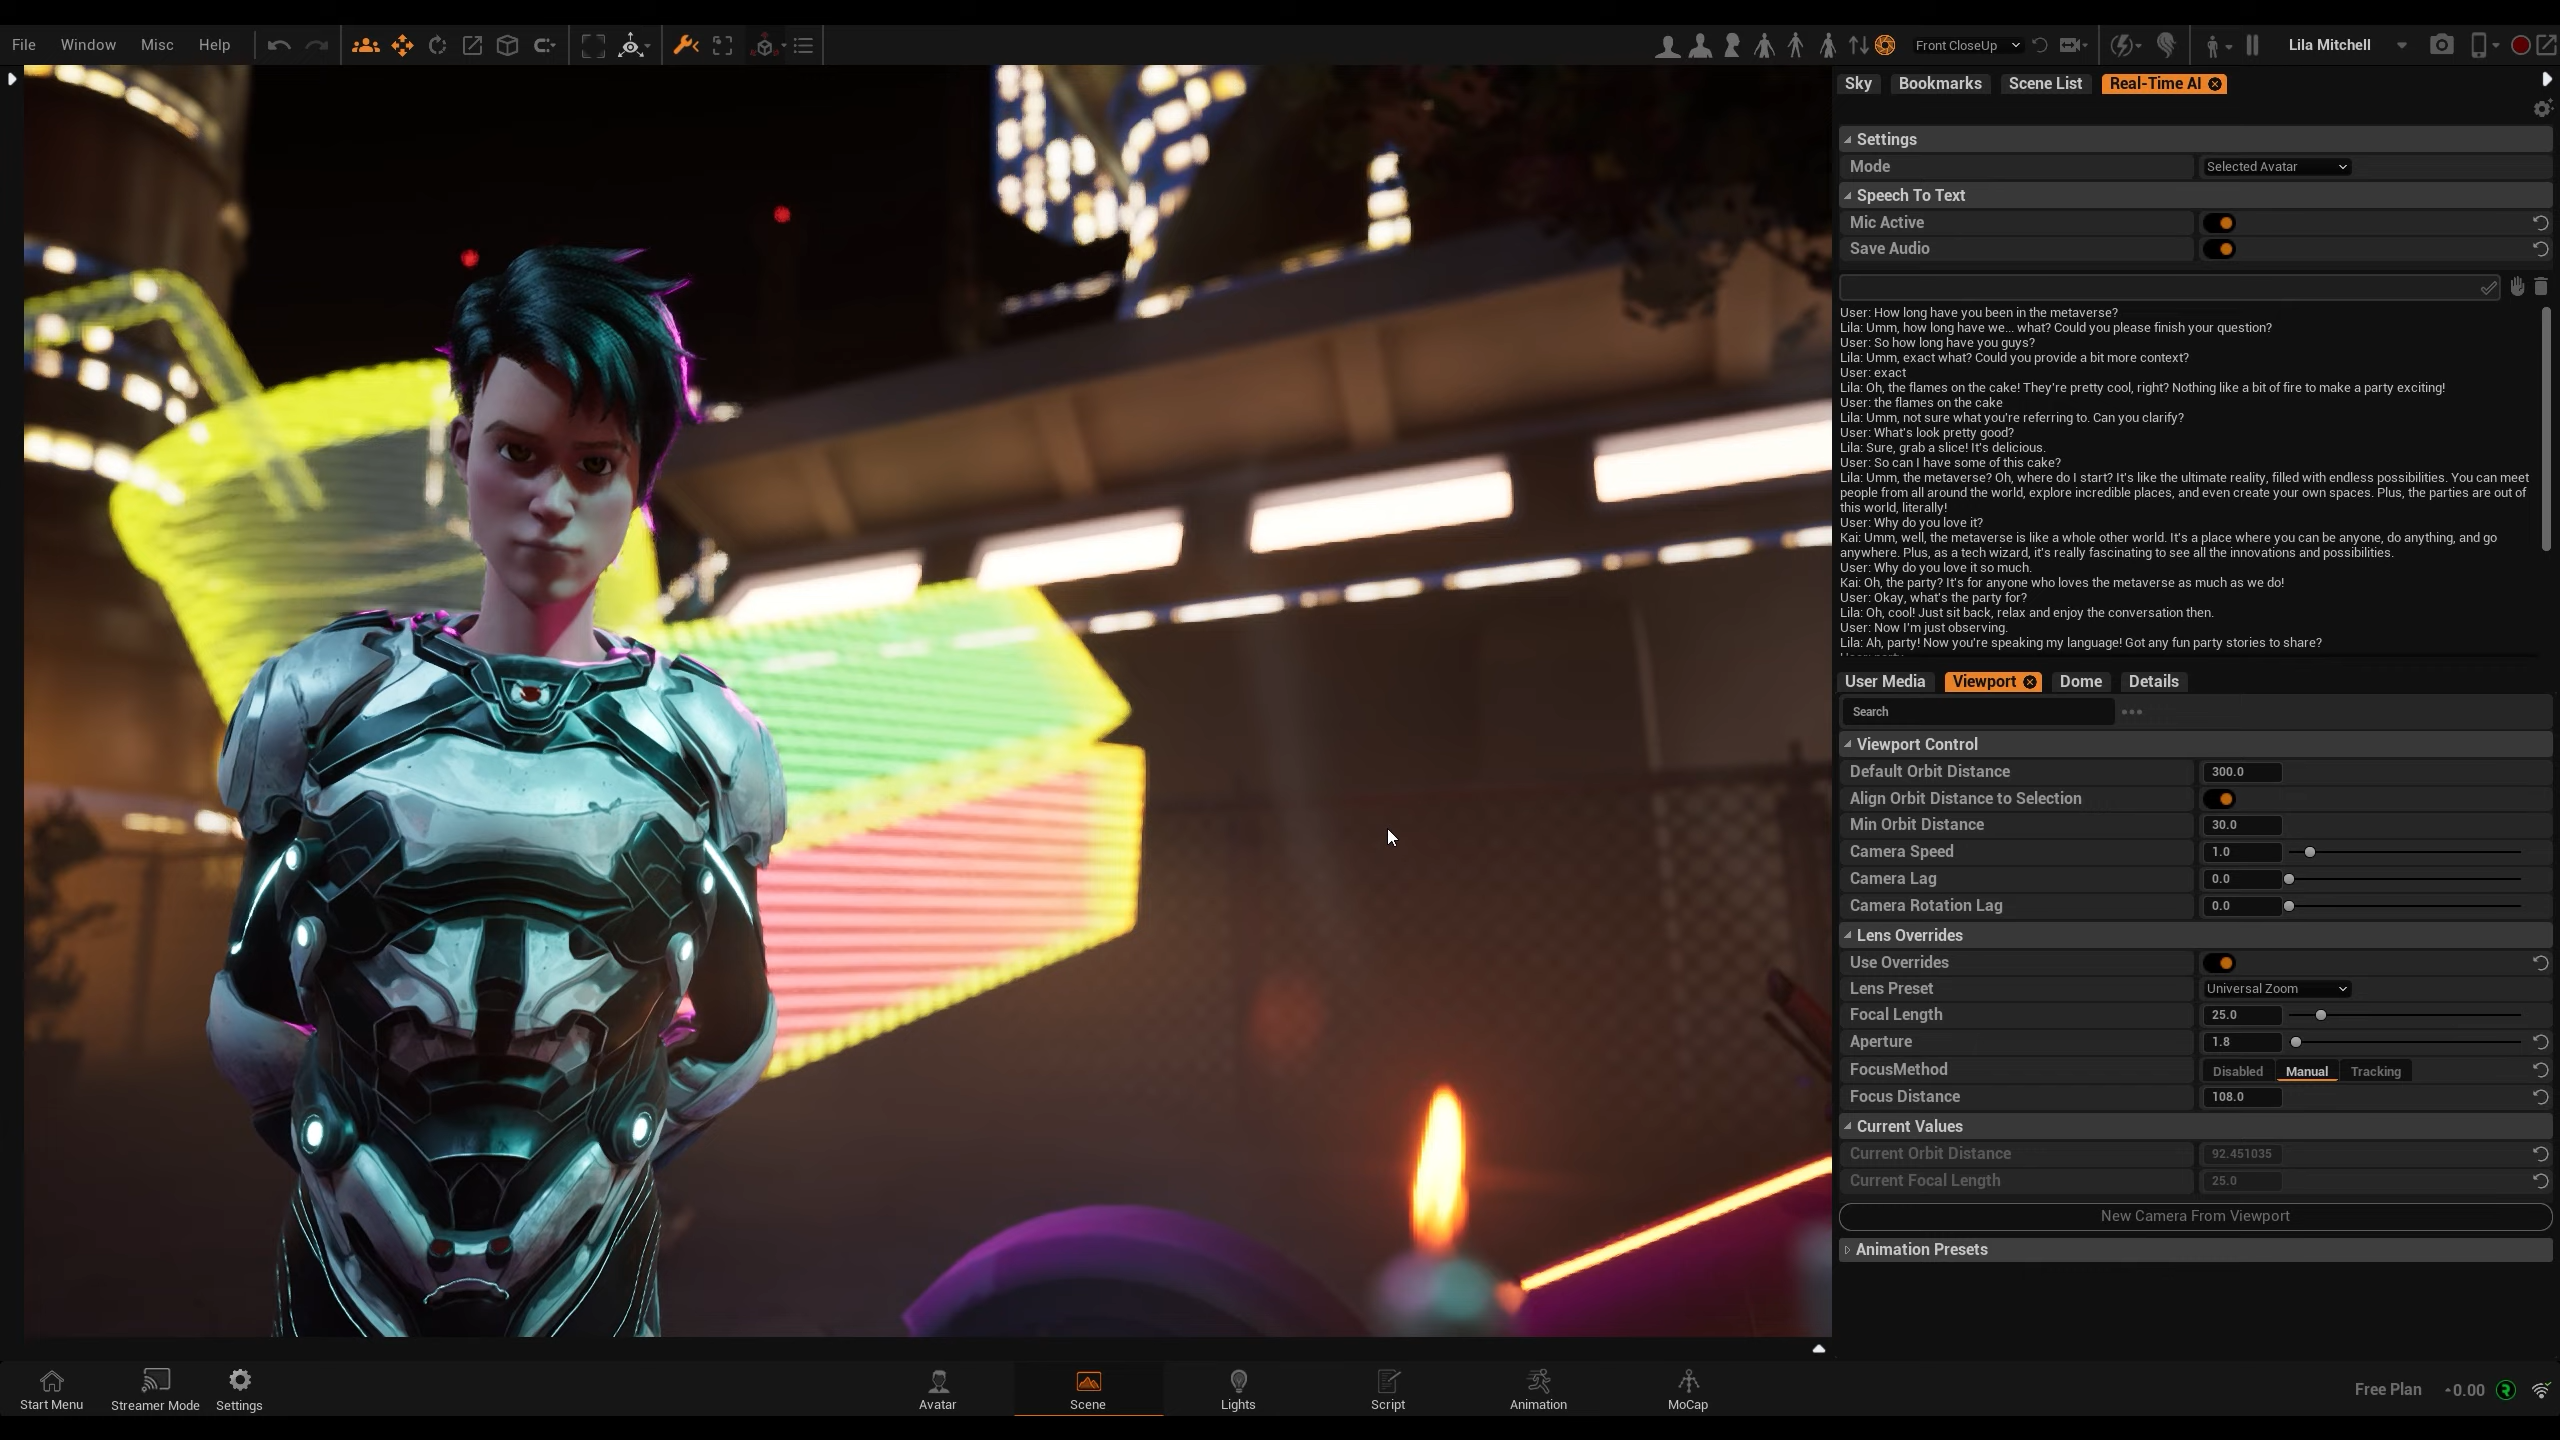 File Window Misc Help Front CloseUp Lila Mitchell
Sky Bookmarks Scene List Real-Time AI
Settings
Mode Selected Avatar
Speech To Text
Mic Active
Save Audio
User: How long have you been in the metaverse?
Lila: Umm, how long have we... what? Could you please finish your question?
User: So how long have you guys?
Lila: Umm, exact what? Could you provide a bit more context?
User: exact
Lila: Oh, the flames on the cake! They're pretty cool, right? Nothing like a bit of fire to make a party exciting!
User: the flames on the cake
Lila: Umm, not sure what you're referring to. Can you clarify?
User: What's look pretty good?
Lila: Sure, grab a slice! It's delicious.
User: So can I have some of this cake?
Lila: Umm, the metaverse? Oh, where do I start? It's like the ultimate reality, filled with endless possibilities. You can meet
people from all around the world, explore incredible places, and even create your own spaces. Plus, the parties are out of
this world, literally!
User: Why do you love it?
Kai: Umm, well, the metaverse is like a whole other world. It's a place where you can be anyone, do anything, and go
anywhere. Plus, as a tech wizard, it's really fascinating to see all the innovations and possibilities.
User: Why do you love it so much.
Kai: Oh, the party? It's for anyone who loves the metaverse as much as we do!
User: Okay, what's the party for?
Lila: Oh, cool! Just sit back, relax and enjoy the conversation then.
User: Now I'm just observing.
Lila: Ah, party! Now you're speaking my language! Got any fun party stories to share?
User Media Viewport Dome Details
Search
Viewport Control
Default Orbit Distance 300.0
Align Orbit Distance to Selection
Min Orbit Distance 30.0
Camera Speed 1.0
Camera Lag 0.0
Camera Rotation Lag 0.0
Lens Overrides
Use Overrides
Lens Preset Universal Zoom
Focal Length 25.0
Aperture 1.8
FocusMethod Disabled Manual Tracking
Focus Distance 108.0
Current Values
Current Orbit Distance 92.451035
Current Focal Length 25.0
New Camera From Viewport
Animation Presets
Start Menu Streamer Mode Settings Avatar Scene Lights Script Animation MoCap Free Plan 0.00